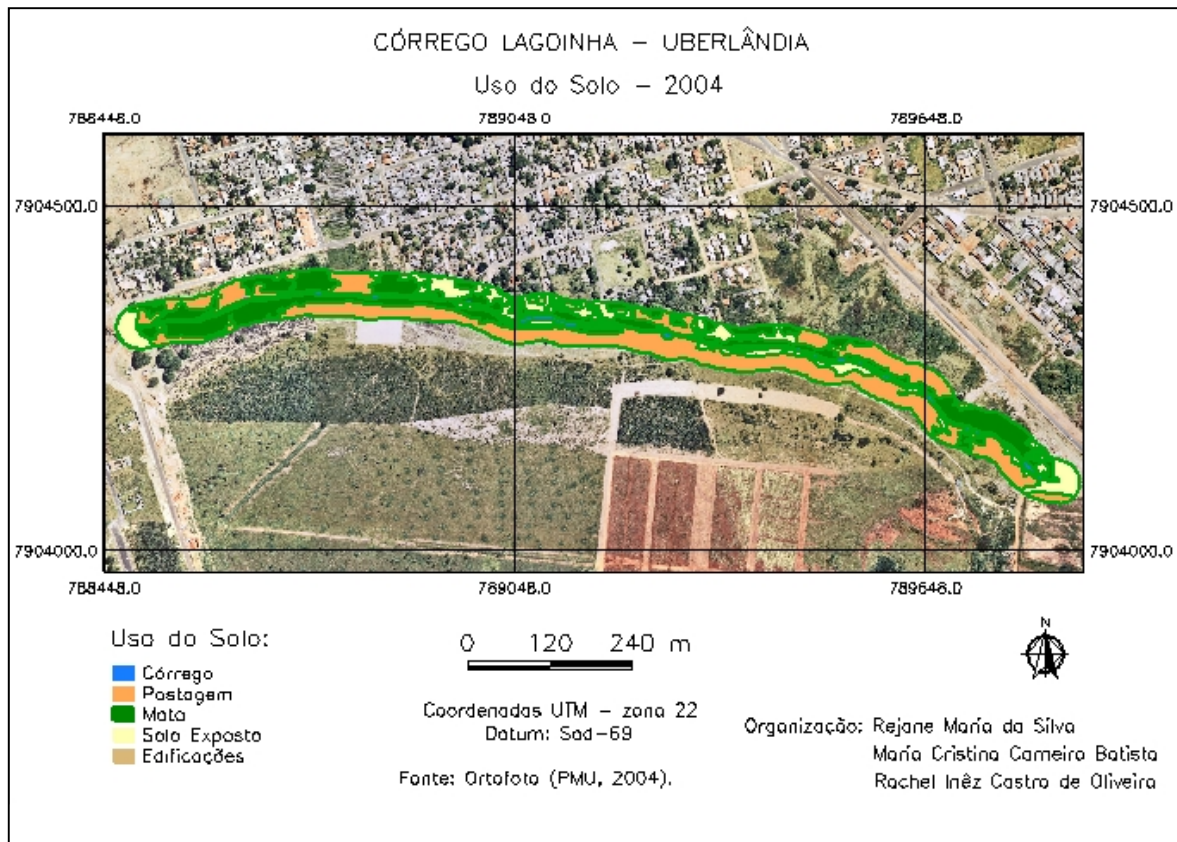 CÓRREGO LAGOINHA – UBERLÂNDIA
Uso do Solo – 2004
788448.0 789048.0 789648.0
7904500.0 7904500.0
7904000.0 7904000.0
788448.0 789048.0 789648.0
Uso do Solo:
Córrego
Pastagem
Mata
Solo Exposto
Edificações
0 120 240 m
Coordenadas UTM – zona 22
Datum: Sad-69
Fonte: Ortofoto (PMU, 2004).
N
Organização: Rejane Maria da Silva
Maria Cristina Carneiro Batista
Rachel Inêz Castro de Oliveira